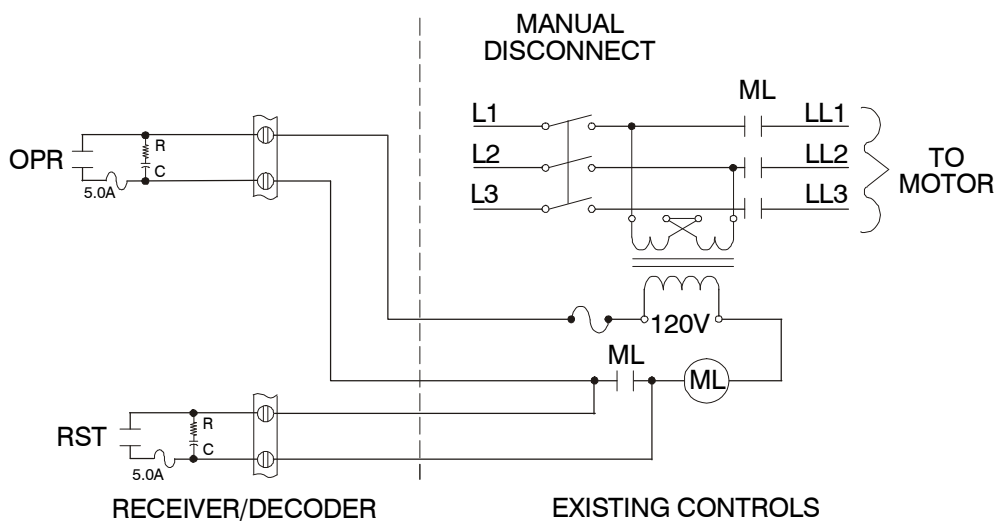 MANUAL
DISCONNECT
ML
L1
LL1
OPR
R
C
5.0A
L2
LL2
TO
MOTOR
L3
LL3
120V
ML
ML
RST
R
C
5.0A
RECEIVER/DECODER
EXISTING CONTROLS